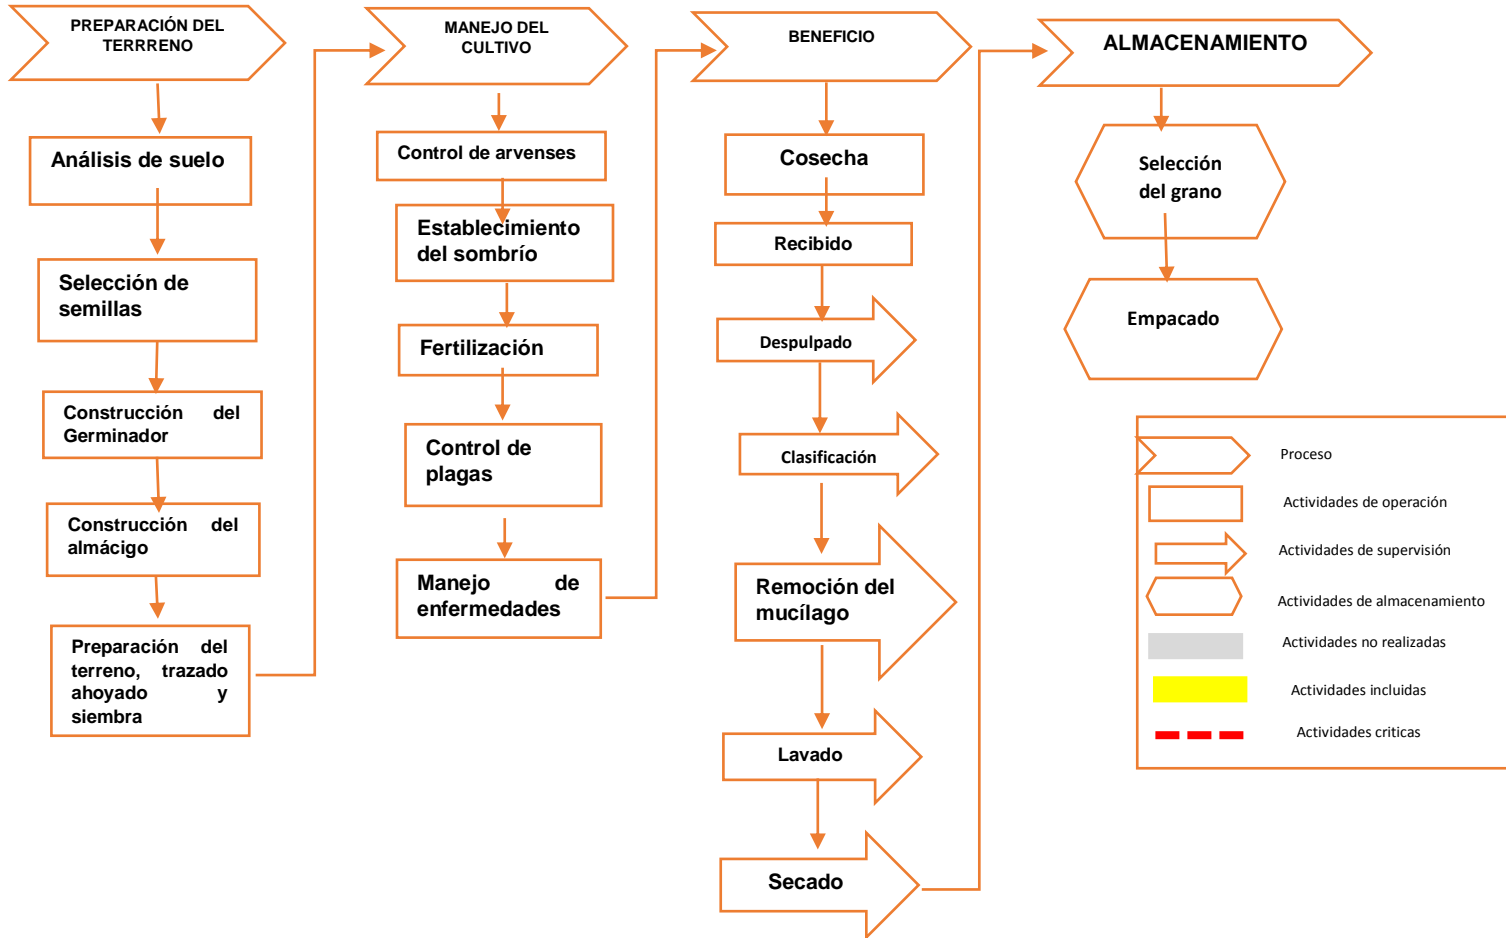 PREPARACIÓN DEL
TERRRENO
Análisis de suelo
Selección de
semillas
Construcción del
Germinador
Construcción del
almácigo
Preparación del
terreno, trazado
ahoyado y
siembra
MANEJO DEL
CULTIVO
Control de arvenses
Establecimiento
del sombrío
Fertilización
Control de
plagas
Manejo de
enfermedades
BENEFICIO
Cosecha
Recibido
Despulpado
Clasificación
Remoción del
mucílago
Lavado
Secado
ALMACENAMIENTO
Selección
del grano
Empacado
Proceso
Actividades de operación
Actividades de supervisión
Actividades de almacenamiento
Actividades no realizadas
Actividades incluidas
Actividades criticas